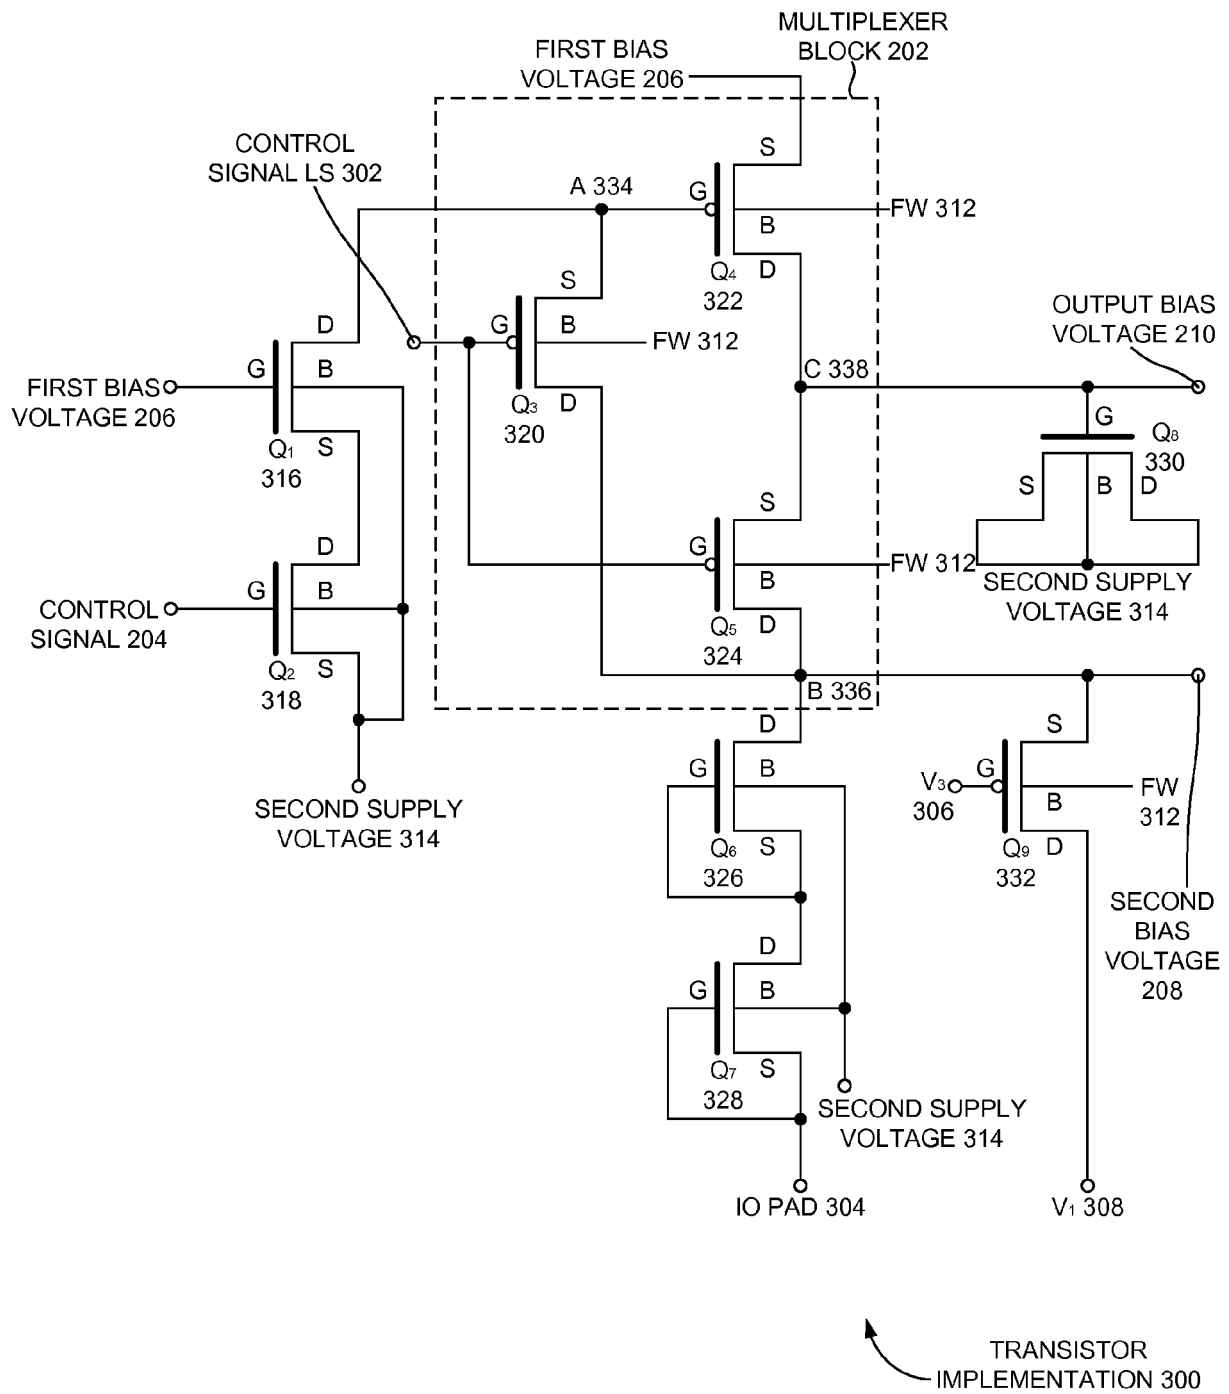 MULTIPLEXER
BLOCK 202
FIRST BIAS
VOLTAGE 206
CONTROL
SIGNAL LS 302
S
A 334
G
FW 312
B
D
Q4
322
S
G
B
FW 312
D
Q3
320
OUTPUT BIAS
VOLTAGE 210
D
G
B
FIRST BIAS
VOLTAGE 206
S
Q1
316
C 338
G
Q8
330
S
B
D
SECOND SUPPLY
VOLTAGE 314
S
G
FW 312
B
D
Q5
324
D
G
B
CONTROL
SIGNAL 204
S
Q2
318
B 336
SECOND SUPPLY
VOLTAGE 314
D
G
B
Q6
326
S
S
G
V3
306
B
FW
312
Q9
332
D
SECOND
BIAS
VOLTAGE
208
D
G
B
Q7
328
S
SECOND SUPPLY
VOLTAGE 314
IO PAD 304
V1 308
TRANSISTOR
IMPLEMENTATION 300